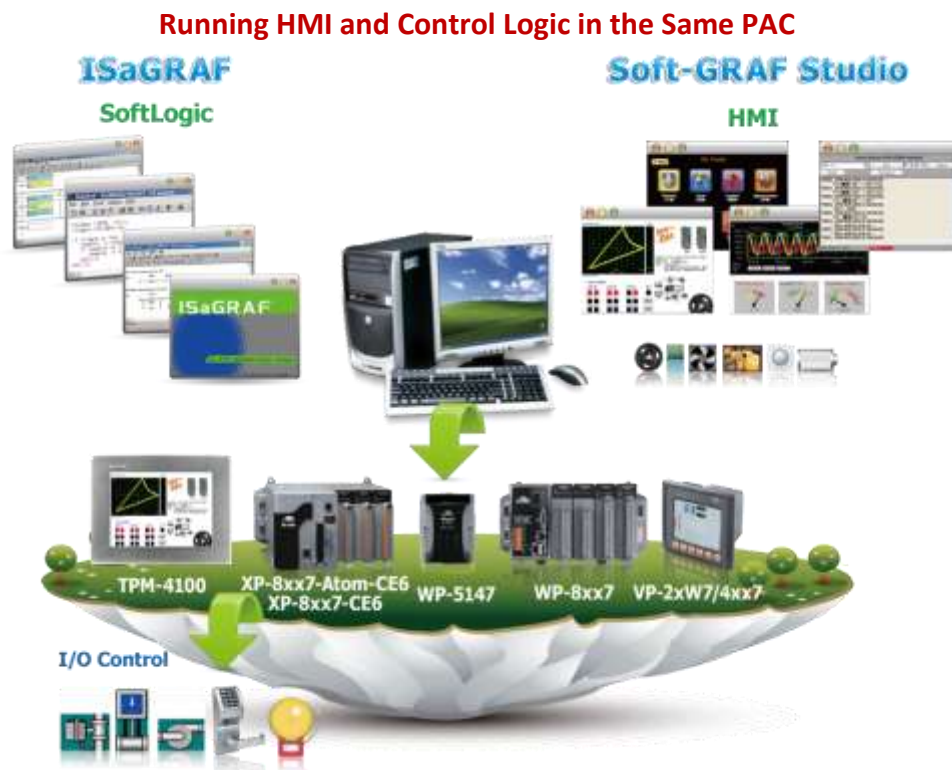 Running HMI and Control Logic in the Same PAC
ISaGRAF
Soft-GRAF Studio
SoftLogic
HMI
ISaGRAF
TPM-4100
XP-8xx7-Atom-CE6
XP-8xx7-CE6
WP-5147
WP-8xx7
VP-2xW7/4xx7
I/O Control